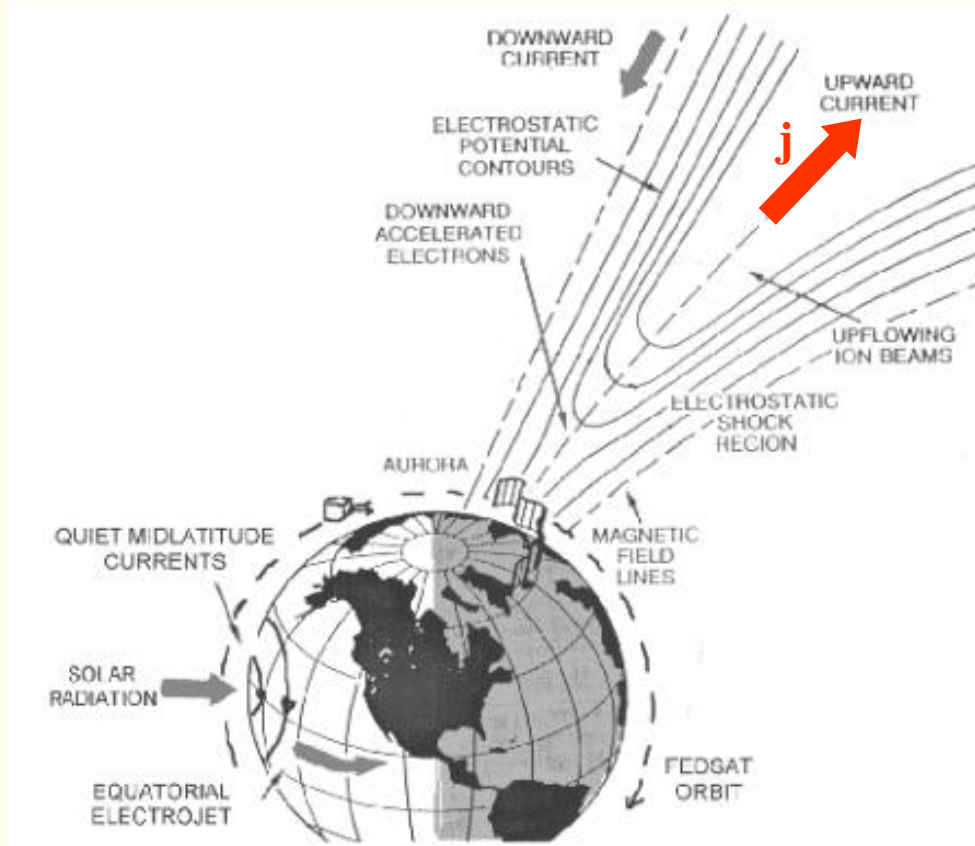 DOWNWARD
CURRENT
UPWARD
CURRENT
j
ELECTROSTATIC
POTENTIAL
CONTOURS
DOWNWARD
ACCELERATED
ELECTRONS
UPFLOWING
ION BEAMS
ELECTROSTATIC
SHOCK
REGION
AURORA
MAGNETIC
FIELD
LINES
QUIET MIDLATITUDE
CURRENTS
SOLAR
RADIATION
EQUATORIAL
ELECTROJET
FEDSAT
ORBIT